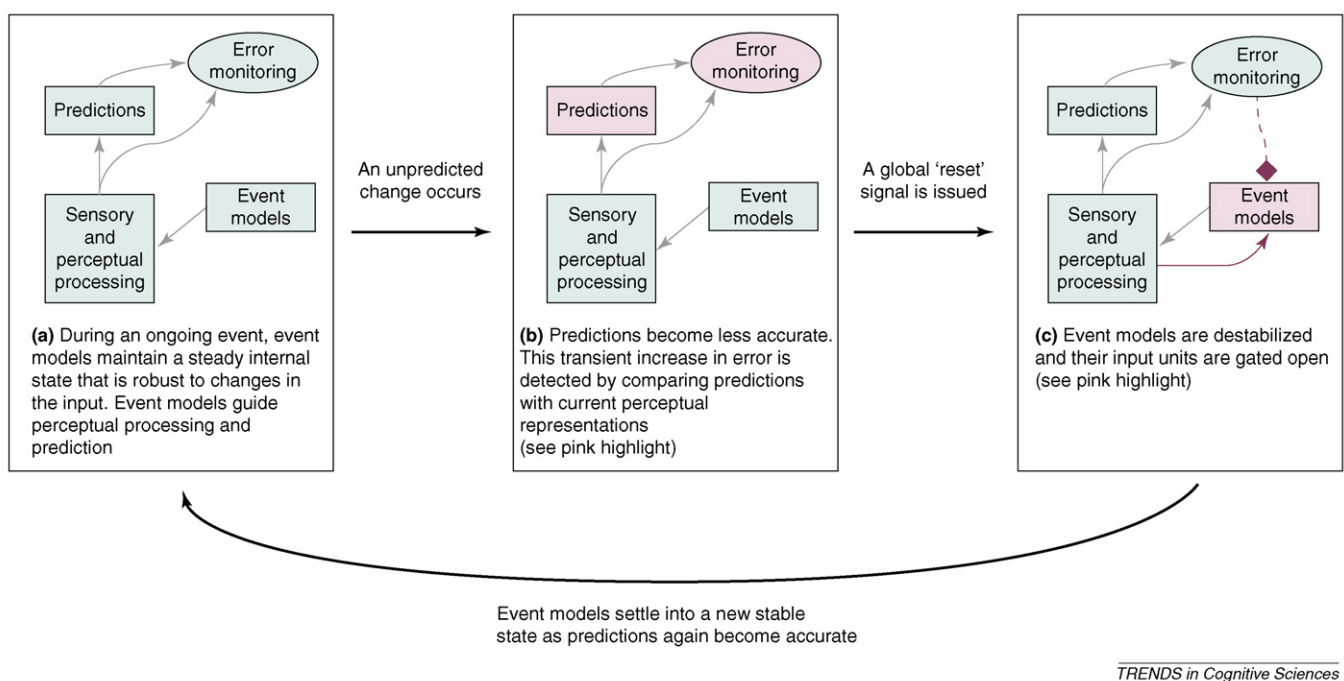 Error
monitoring
Predictions
Event
models
Sensory
and
perceptual
processing
(a) During an ongoing event, event
models maintain a steady internal
state that is robust to changes in
the input. Event models guide
perceptual processing and
prediction
An unpredicted
change occurs
Error
monitoring
Predictions
Event
models
Sensory
and
perceptual
processing
(b) Predictions become less accurate.
This transient increase in error is
detected by comparing predictions
with current perceptual
representations
(see pink highlight)
A global ‘reset’
signal is issued
Error
monitoring
Predictions
Event
models
Sensory
and
perceptual
processing
(c) Event models are destabilized
and their input units are gated open
(see pink highlight)
Event models settle into a new stable
state as predictions again become accurate
TRENDS in Cognitive Sciences